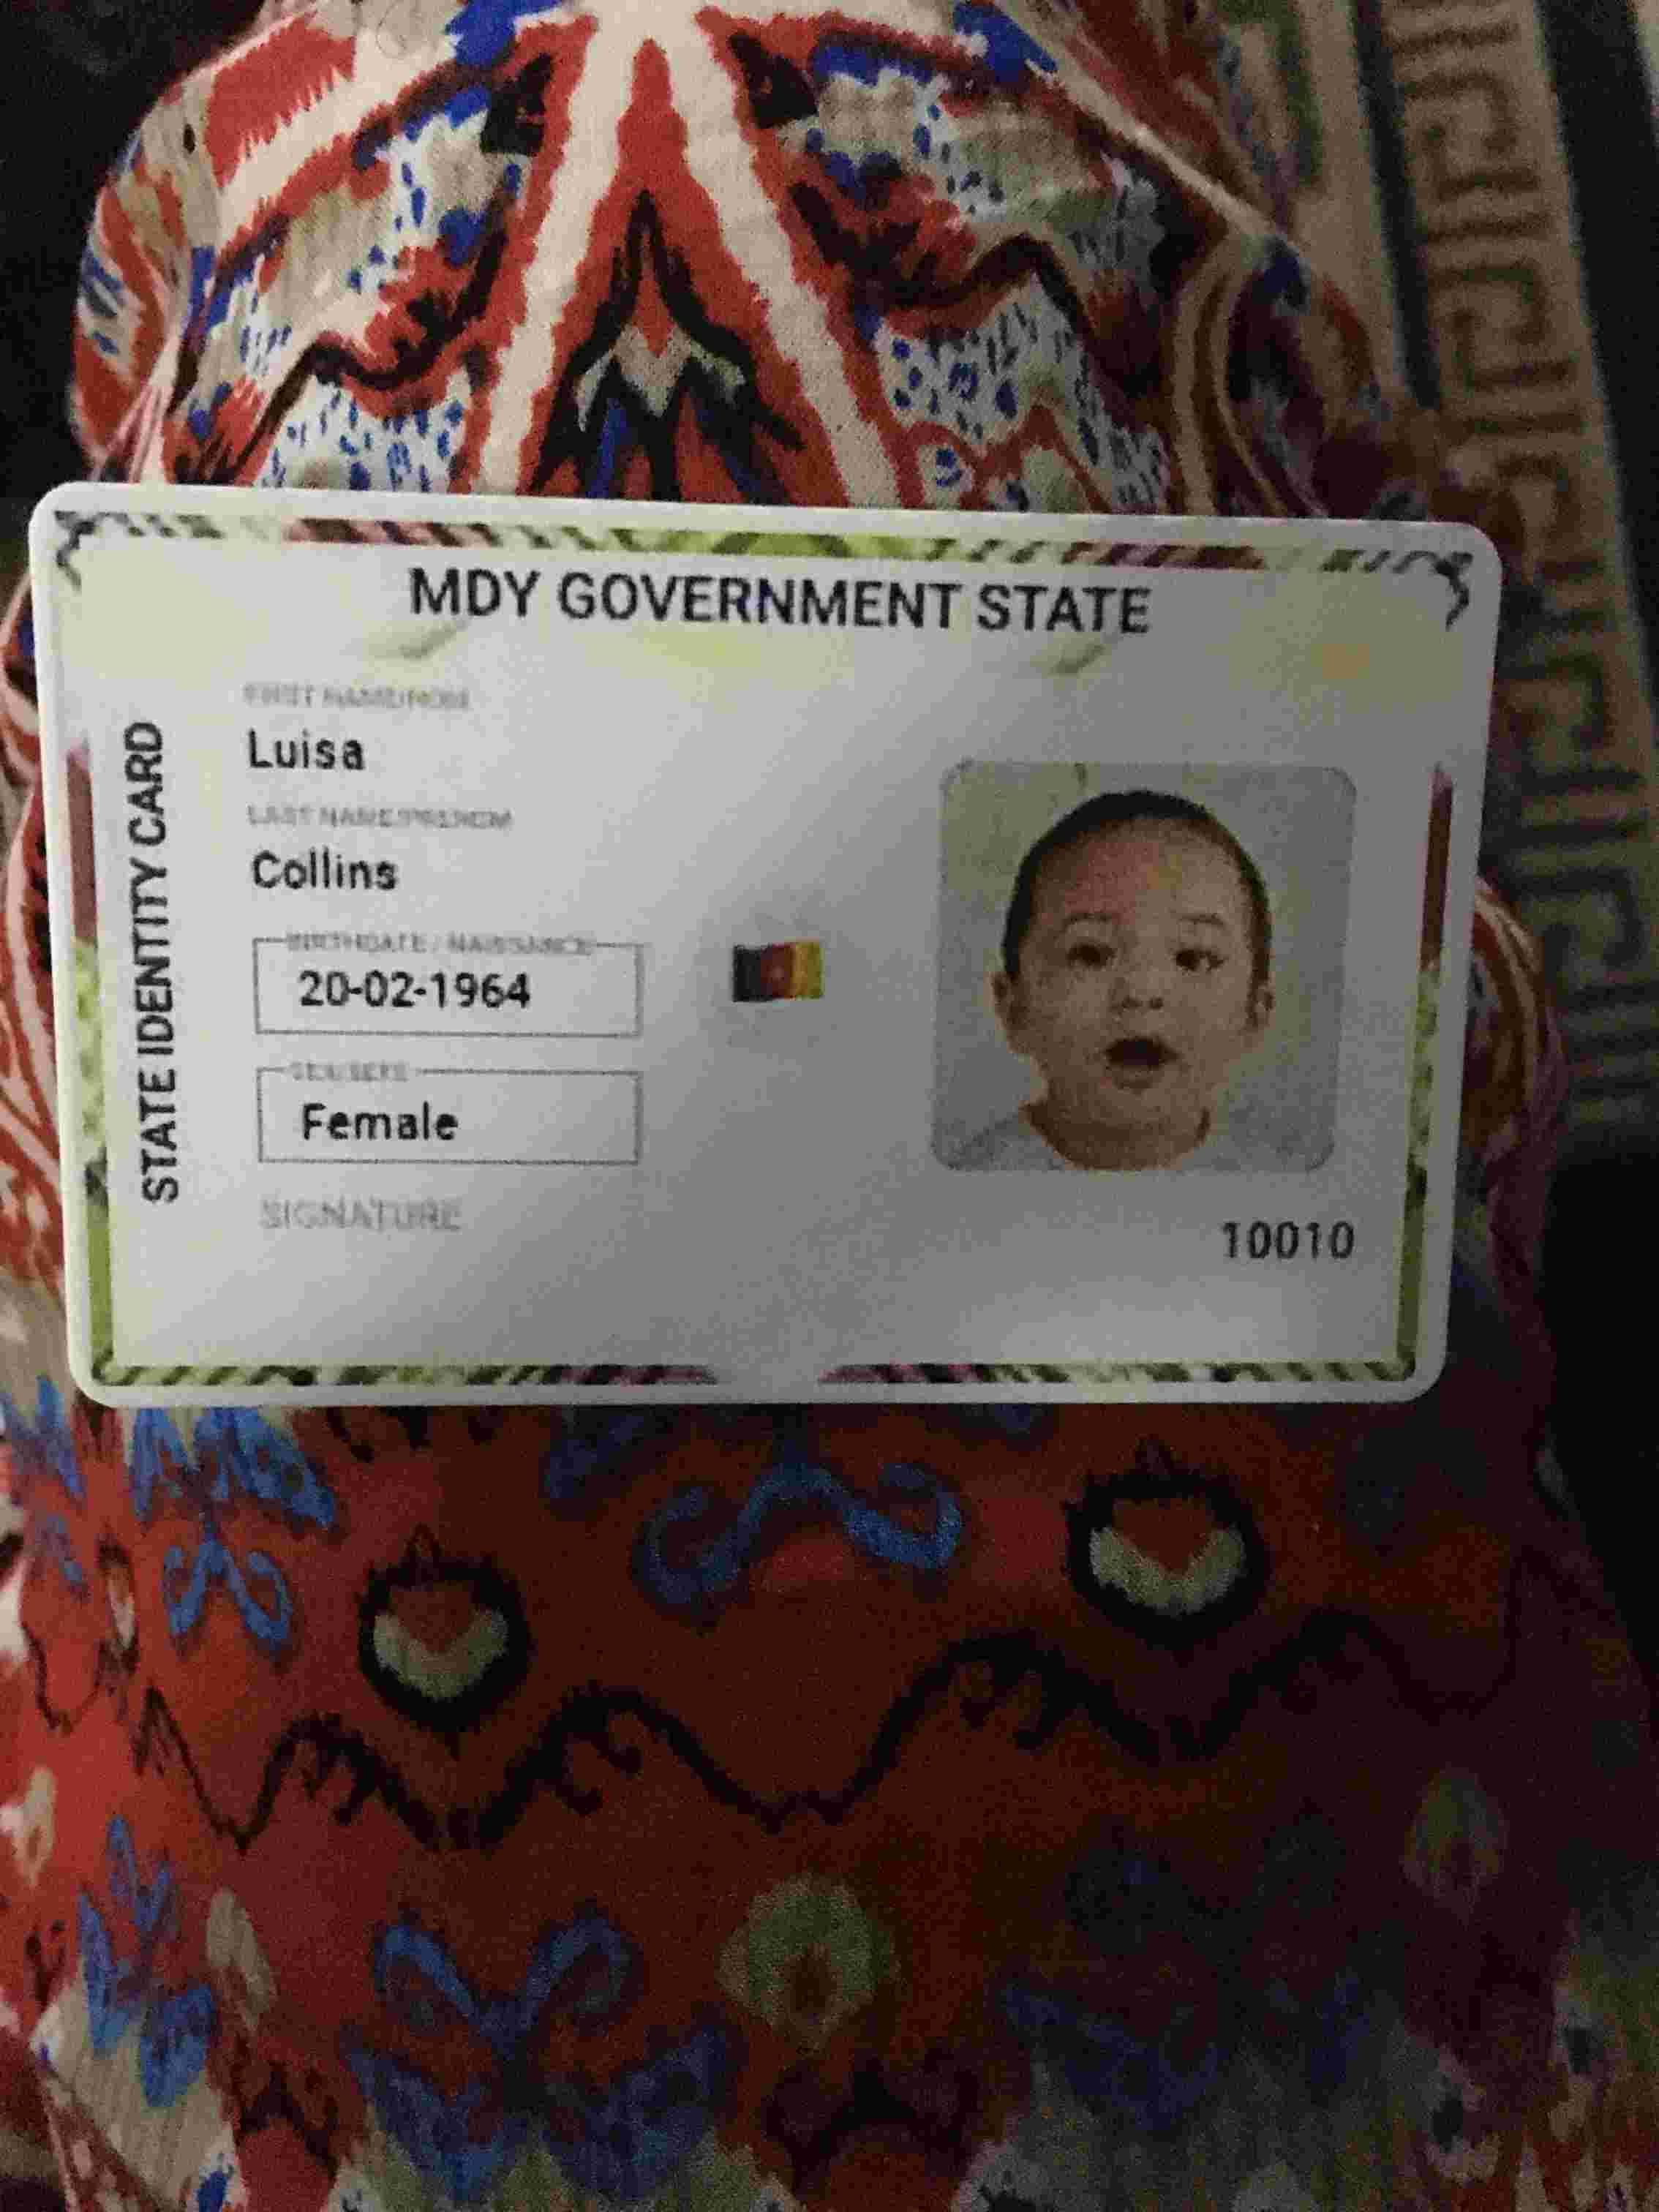 MDY GOVERNMENT STATE
STATE IDENTITY CARD
FIRST NAME/NOM
Luisa
LAST NAME/PRENOM
Collins
BIRTHDATE / NAISSANCE
20-02-1964
SEX/SEXE
Female
SIGNATURE
10010